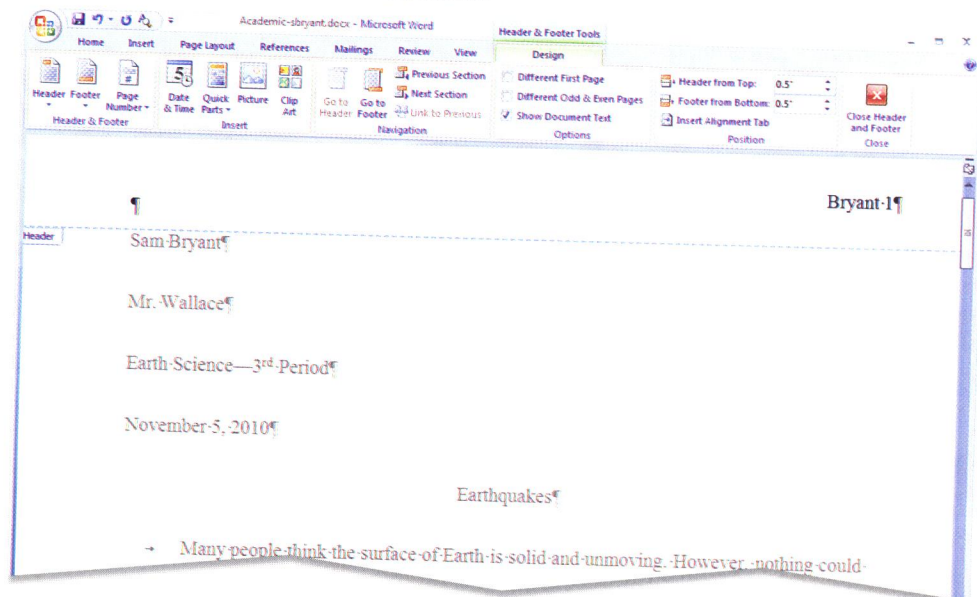 Academic-sbryant.docx - Microsoft Word
Header & Footer Tools
Home Insert Page Layout References Mailings Review View Design
Header Footer Page Number
Header & Footer
5 Date & Time Quick Parts Picture Clip Art
Insert
Go to Header Go to Footer
Previous Section
Next Section
Link to Previous
Navigation
Different First Page
Different Odd & Even Pages
Show Document Text
Options
Header from Top: 0.5"
Footer from Bottom: 0.5"
Insert Alignment Tab
Position
Close Header and Footer
Close
¶ Bryant·1¶
Header
Sam·Bryant¶
Mr.·Wallace¶
Earth·Science—3rd·Period¶
November·5,·2010¶
Earthquakes¶
→ Many·people·think·the·surface·of·Earth·is·solid·and·unmoving.·However,·nothing·could·